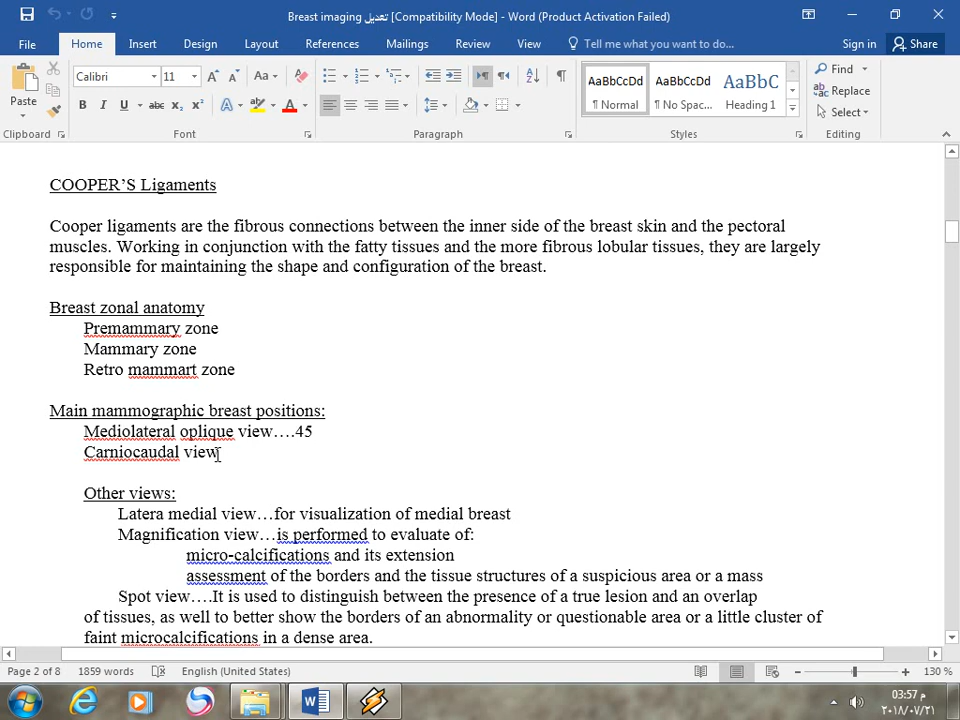 Breast imaging تعديل [Compatibility Mode] - Word (Product Activation Failed)
File Home Insert Design Layout References Mailings Review View Tell me what you want to do... Sign in Share
Paste
Calibri 11 Aa
B I U abc x₂ x² A A
AaBbCcDd AaBbCcDd AaBbC
¶ Normal ¶ No Spac... Heading 1
Find
Replace
Select
Clipboard Font Paragraph Styles Editing
COOPER'S Ligaments
Cooper ligaments are the fibrous connections between the inner side of the breast skin and the pectoral
muscles. Working in conjunction with the fatty tissues and the more fibrous lobular tissues, they are largely
responsible for maintaining the shape and configuration of the breast.
Breast zonal anatomy
Premammary zone
Mammary zone
Retro mammart zone
Main mammographic breast positions:
Mediolateral oplique view….45
Carniocaudal view
Other views:
Latera medial view…for visualization of medial breast
Magnification view…is performed to evaluate of:
micro-calcifications and its extension
assessment of the borders and the tissue structures of a suspicious area or a mass
Spot view….It is used to distinguish between the presence of a true lesion and an overlap
of tissues, as well to better show the borders of an abnormality or questionable area or a little cluster of
faint microcalcifications in a dense area.
Page 2 of 8 1859 words English (United States) 130 %
03:57 م
٢٠١٨/٠٧/٢١